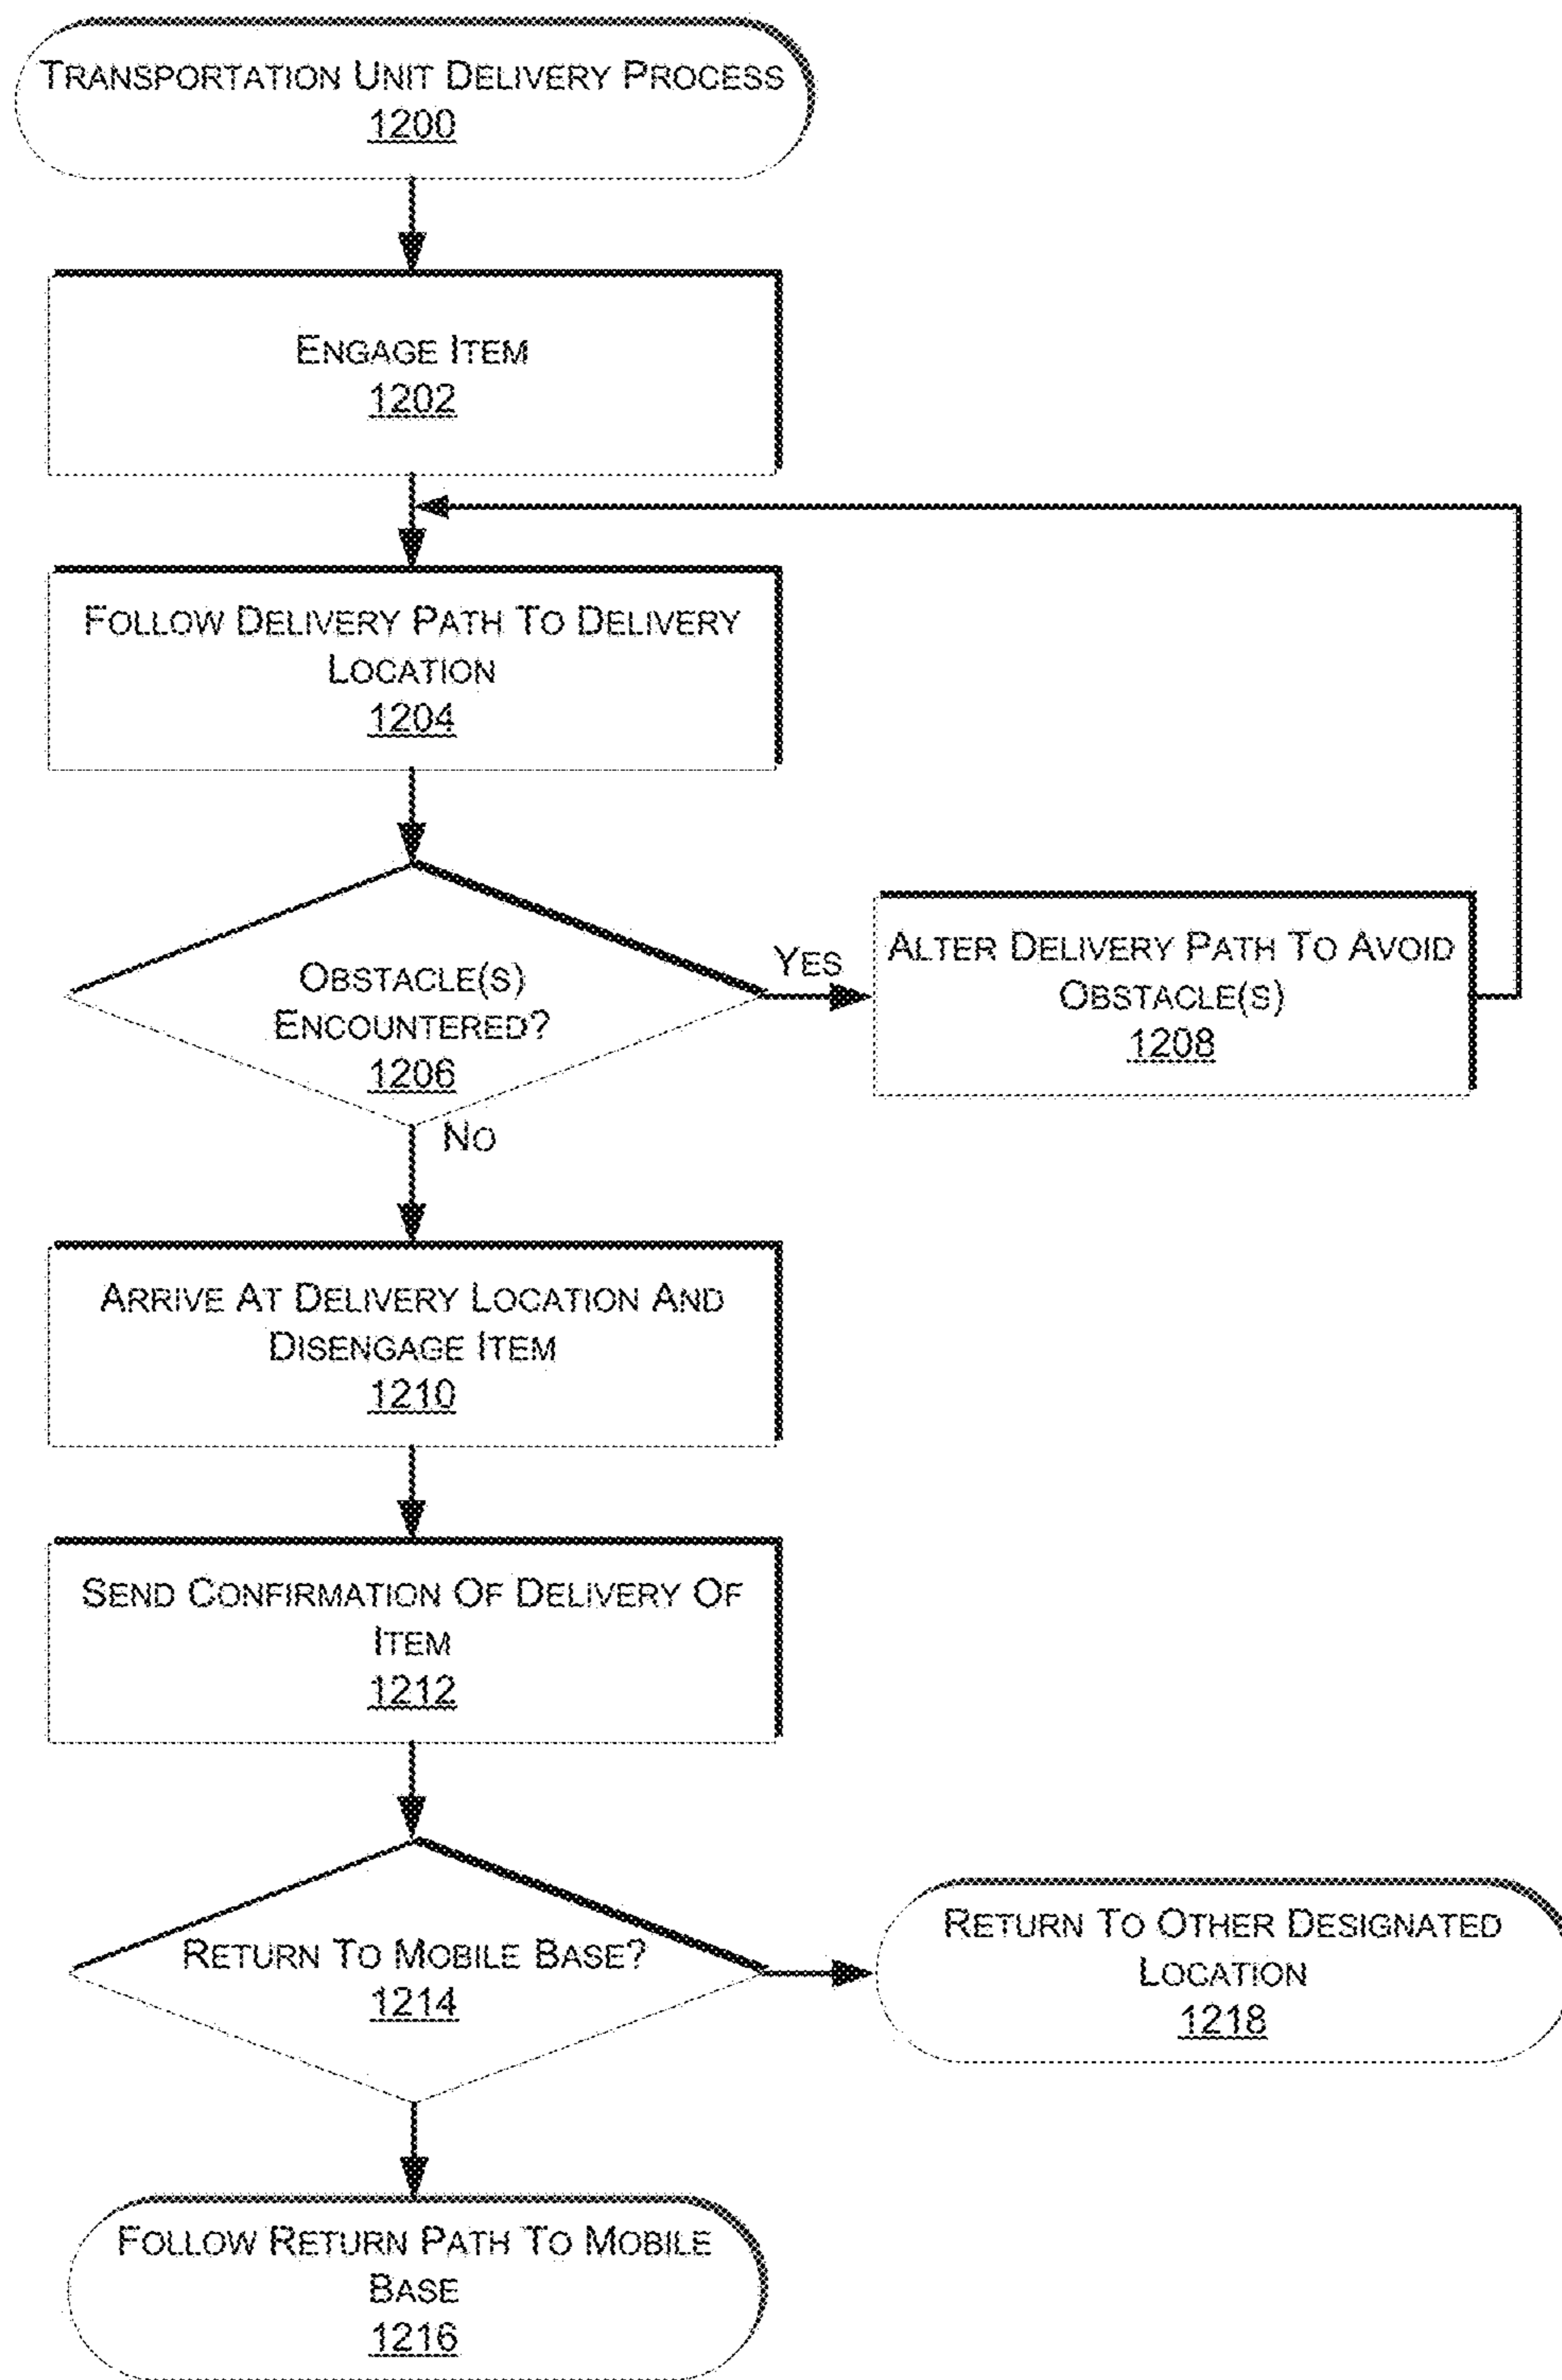 TRANSPORTATION UNIT DELIVERY PROCESS
1200
ENGAGE ITEM
1202
FOLLOW DELIVERY PATH TO DELIVERY
LOCATION
1204
OBSTACLE(S)
ENCOUNTERED?
1206
YES
ALTER DELIVERY PATH TO AVOID
OBSTACLE(S)
1208
NO
ARRIVE AT DELIVERY LOCATION AND
DISENGAGE ITEM
1210
SEND CONFIRMATION OF DELIVERY OF
ITEM
1212
RETURN TO MOBILE BASE?
1214
RETURN TO OTHER DESIGNATED
LOCATION
1218
FOLLOW RETURN PATH TO MOBILE
BASE
1216